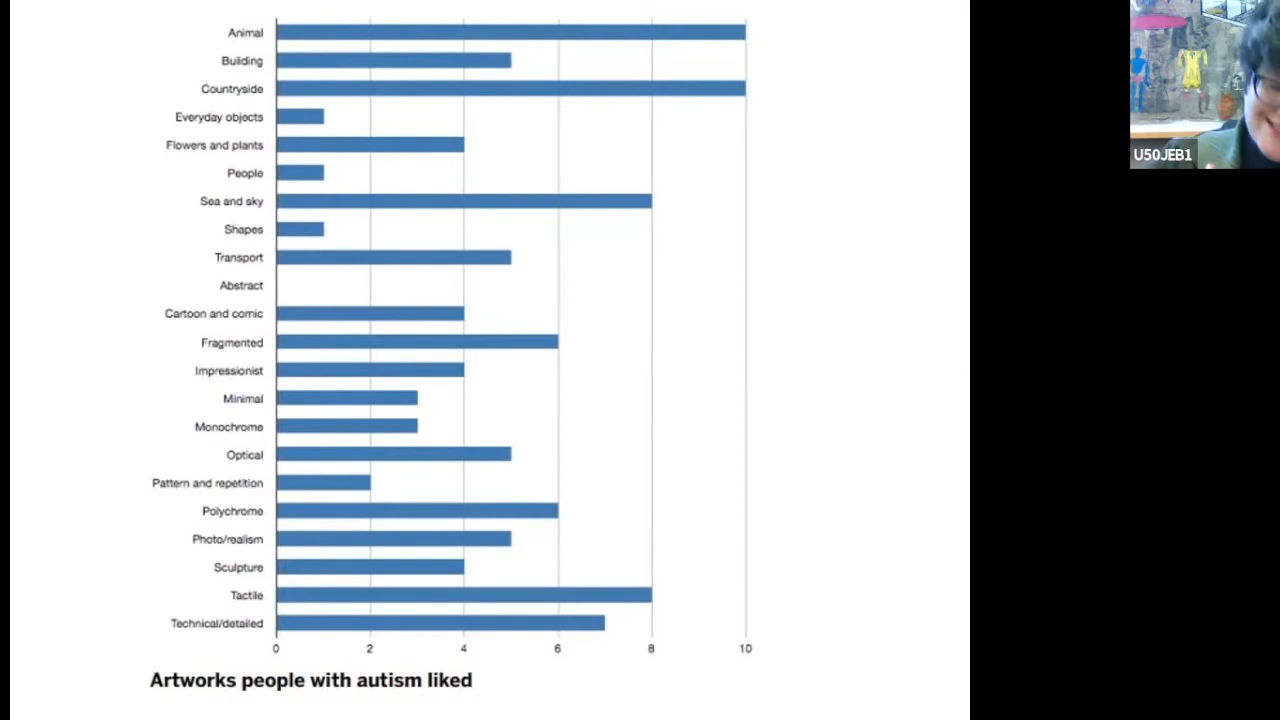 Animal
Building
Countryside
Everyday objects
Flowers and plants
People
Sea and sky
Shapes
Transport
Abstract
Cartoon and comic
Fragmented
Impressionist
Minimal
Monochrome
Optical
Pattern and repetition
Polychrome
Photo/realism
Sculpture
Tactile
Technical/detailed
0 2 4 6 8 10
Artworks people with autism liked
U50JEB1